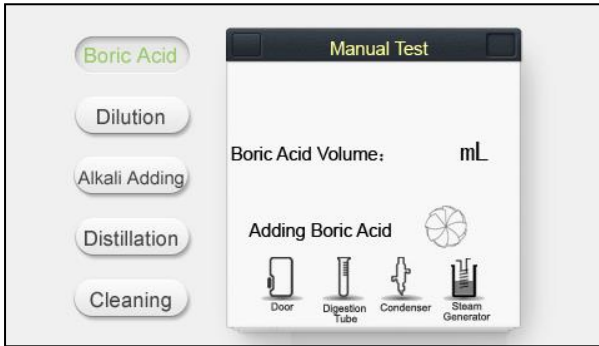 Boric Acid
Dilution
Alkali Adding
Distillation
Cleaning
Manual Test
Boric Acid Volume： mL
Adding Boric Acid
Door
Digestion
Tube
Condenser
Steam
Generator